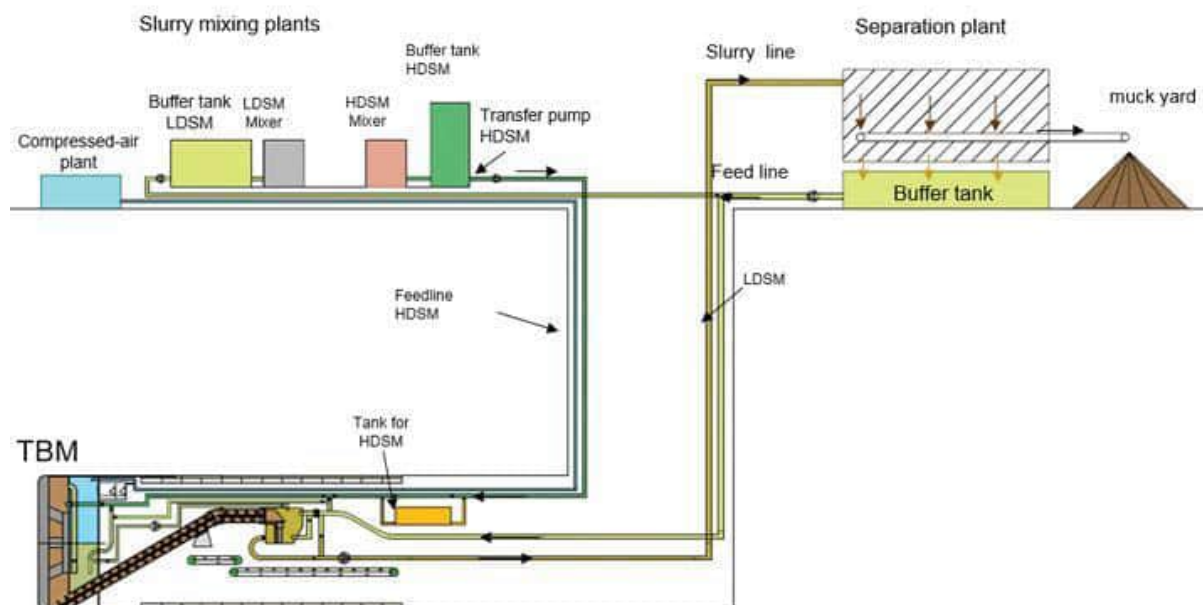 Slurry mixing plants
Separation plant
Buffer tank
HDSM
Slurry line
muck yard
Buffer tank
LDSM
LDSM
Mixer
HDSM
Mixer
Transfer pump
HDSM
Compressed-air
plant
Feed line
Buffer tank
Feedline
HDSM
LDSM
Tank for
HDSM
TBM